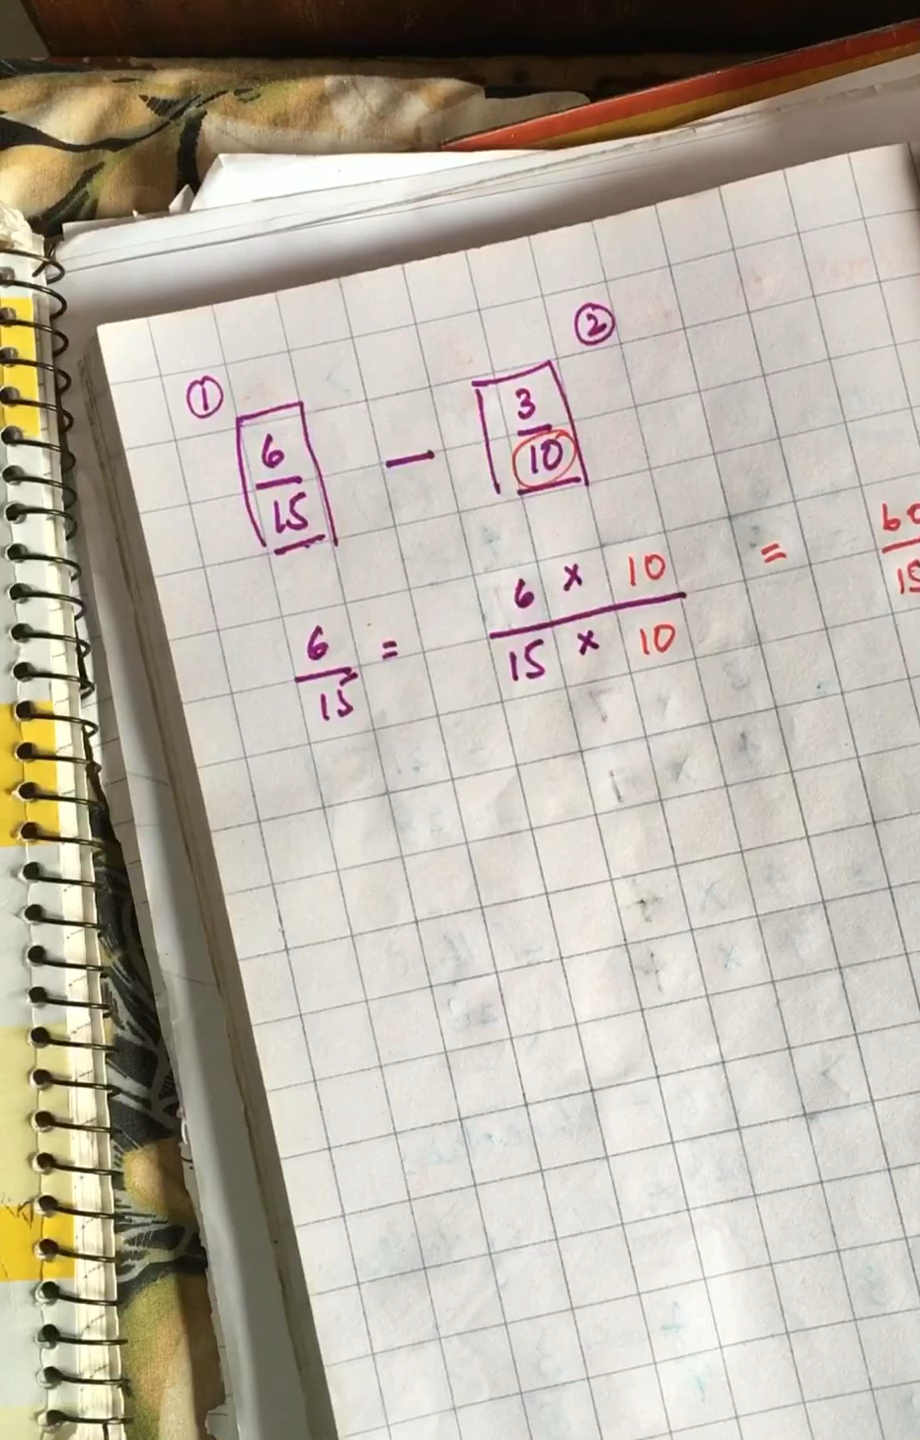 ① ②
6/15 − 3/10
6/15 = 6 × 10 / 15 × 10 =